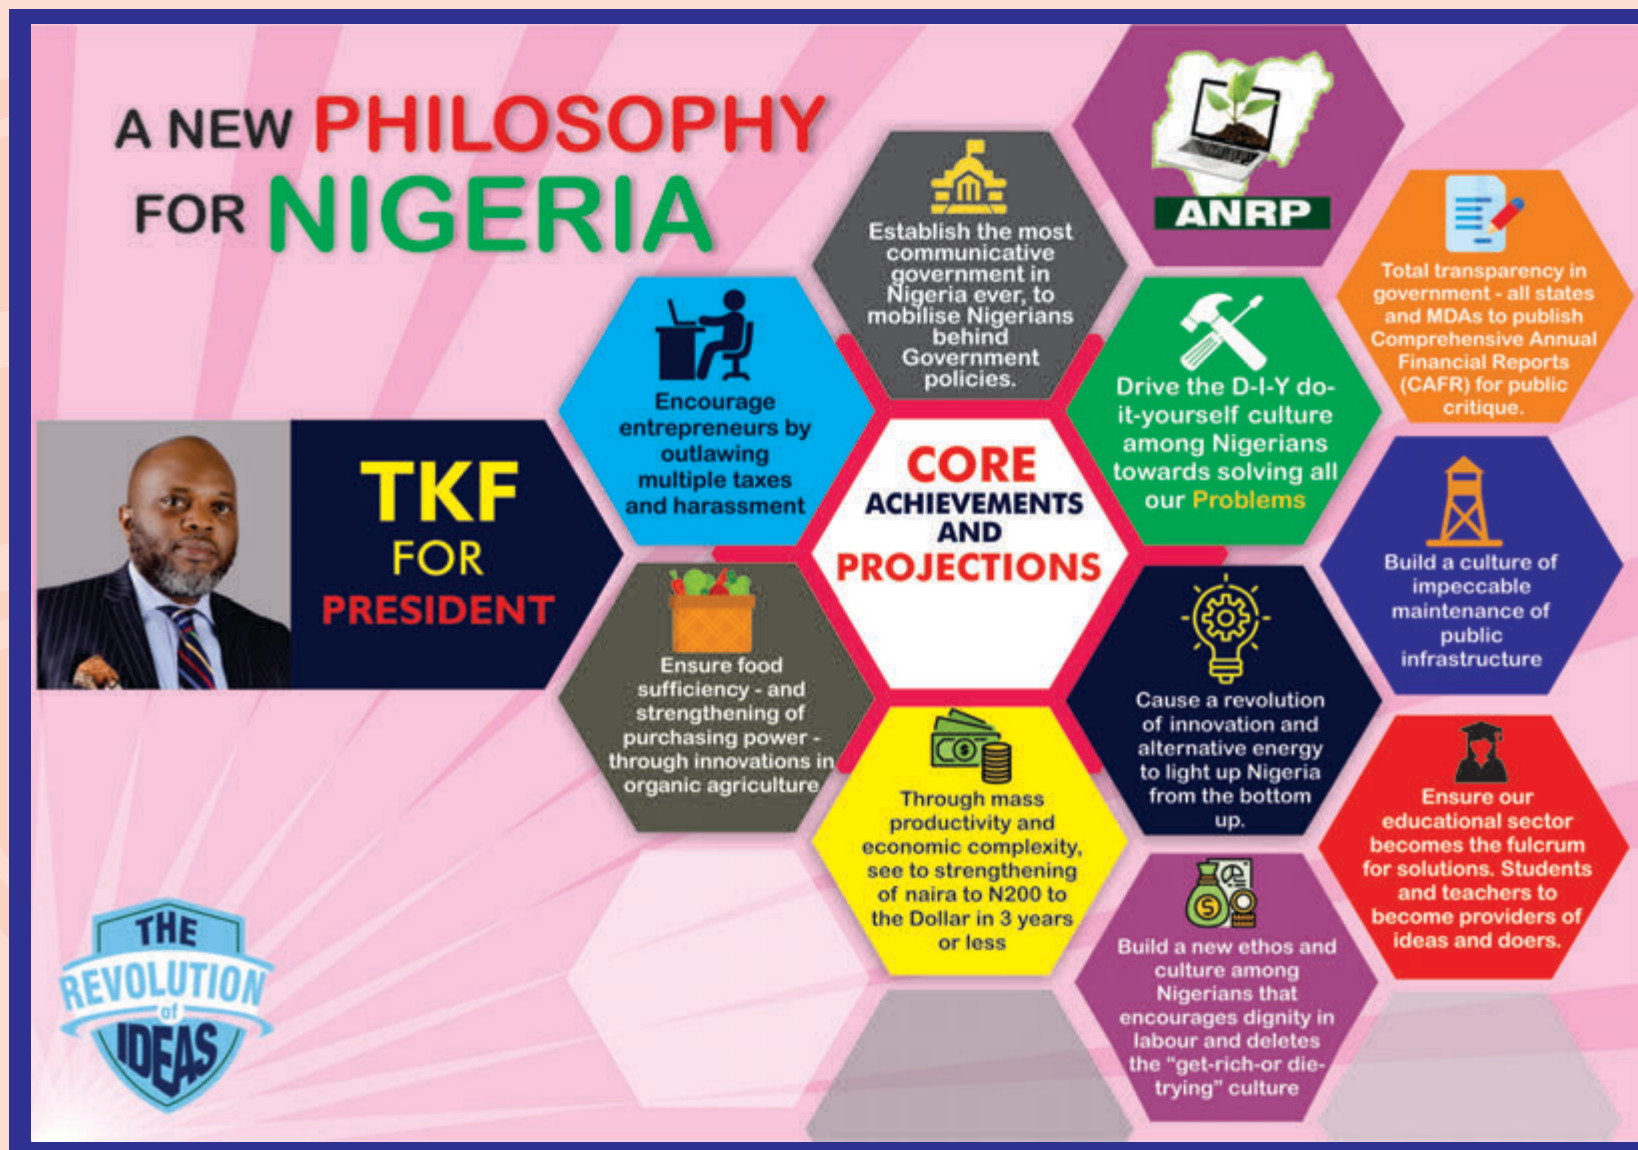 A NEW PHILOSOPHY
FOR NIGERIA
TKF
FOR
PRESIDENT
THE
REVOLUTION
of
IDEAS
CORE
ACHIEVEMENTS
AND
PROJECTIONS
Encourage
entrepreneurs by
outlawing
multiple taxes
and harassment
Establish the most
communicative
government in
Nigeria ever, to
mobilise Nigerians
behind
Government
policies.
ANRP
Drive the D-I-Y do-
it-yourself culture
among Nigerians
towards solving all
our Problems
Total transparency in
government - all states
and MDAs to publish
Comprehensive Annual
Financial Reports
(CAFR) for public
critique.
Build a culture of
impeccable
maintenance of
public
infrastructure
Ensure food
sufficiency - and
strengthening of
purchasing power -
through innovations in
organic agriculture
Through mass
productivity and
economic complexity,
see to strengthening
of naira to N200 to
the Dollar in 3 years
or less
Cause a revolution
of innovation and
alternative energy
to light up Nigeria
from the bottom
up.
Ensure our
educational sector
becomes the fulcrum
for solutions. Students
and teachers to
become providers of
ideas and doers.
Build a new ethos and
culture among
Nigerians that
encourages dignity in
labour and deletes
the “get-rich-or die-
trying” culture